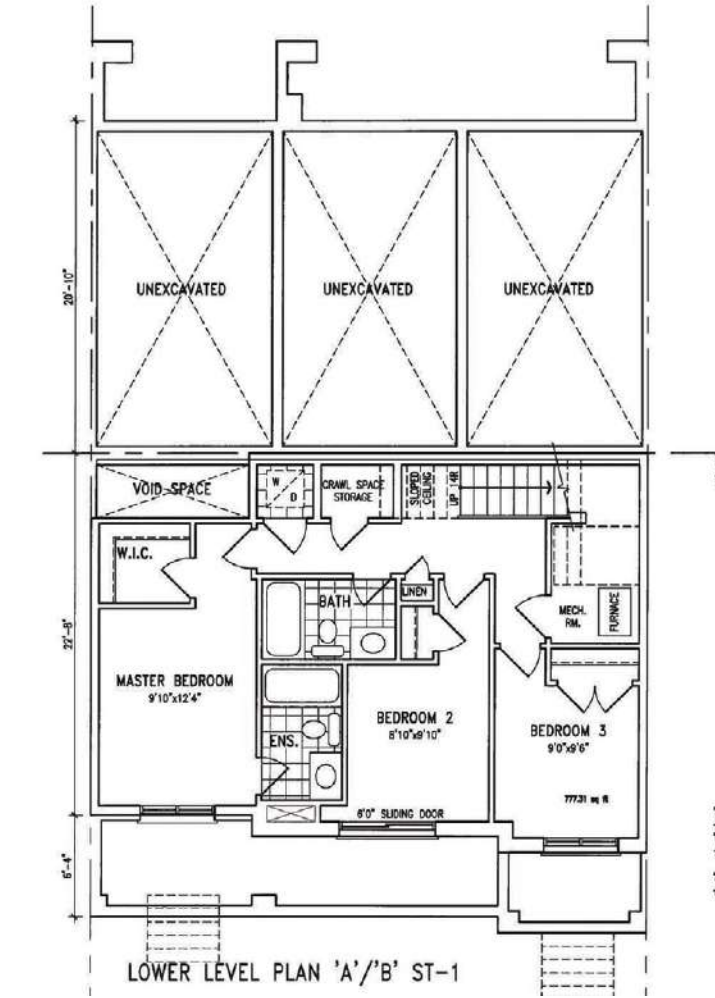 20'-10"
UNEXCAVATED
UNEXCAVATED
UNEXCAVATED
VOID SPACE
W
D
CRAWL SPACE
STORAGE
SLOPED
CEILING
UP 14R
W.I.C.
BATH
LINEN
MECH.
RM.
FURNACE
22'-8"
MASTER BEDROOM
9'10"x12'4"
ENS.
BEDROOM 2
8'10"x9'10"
BEDROOM 3
9'0"x9'6"
777.31 sq ft
6'0" SLIDING DOOR
6'-4"
LOWER LEVEL PLAN 'A'/'B' ST-1